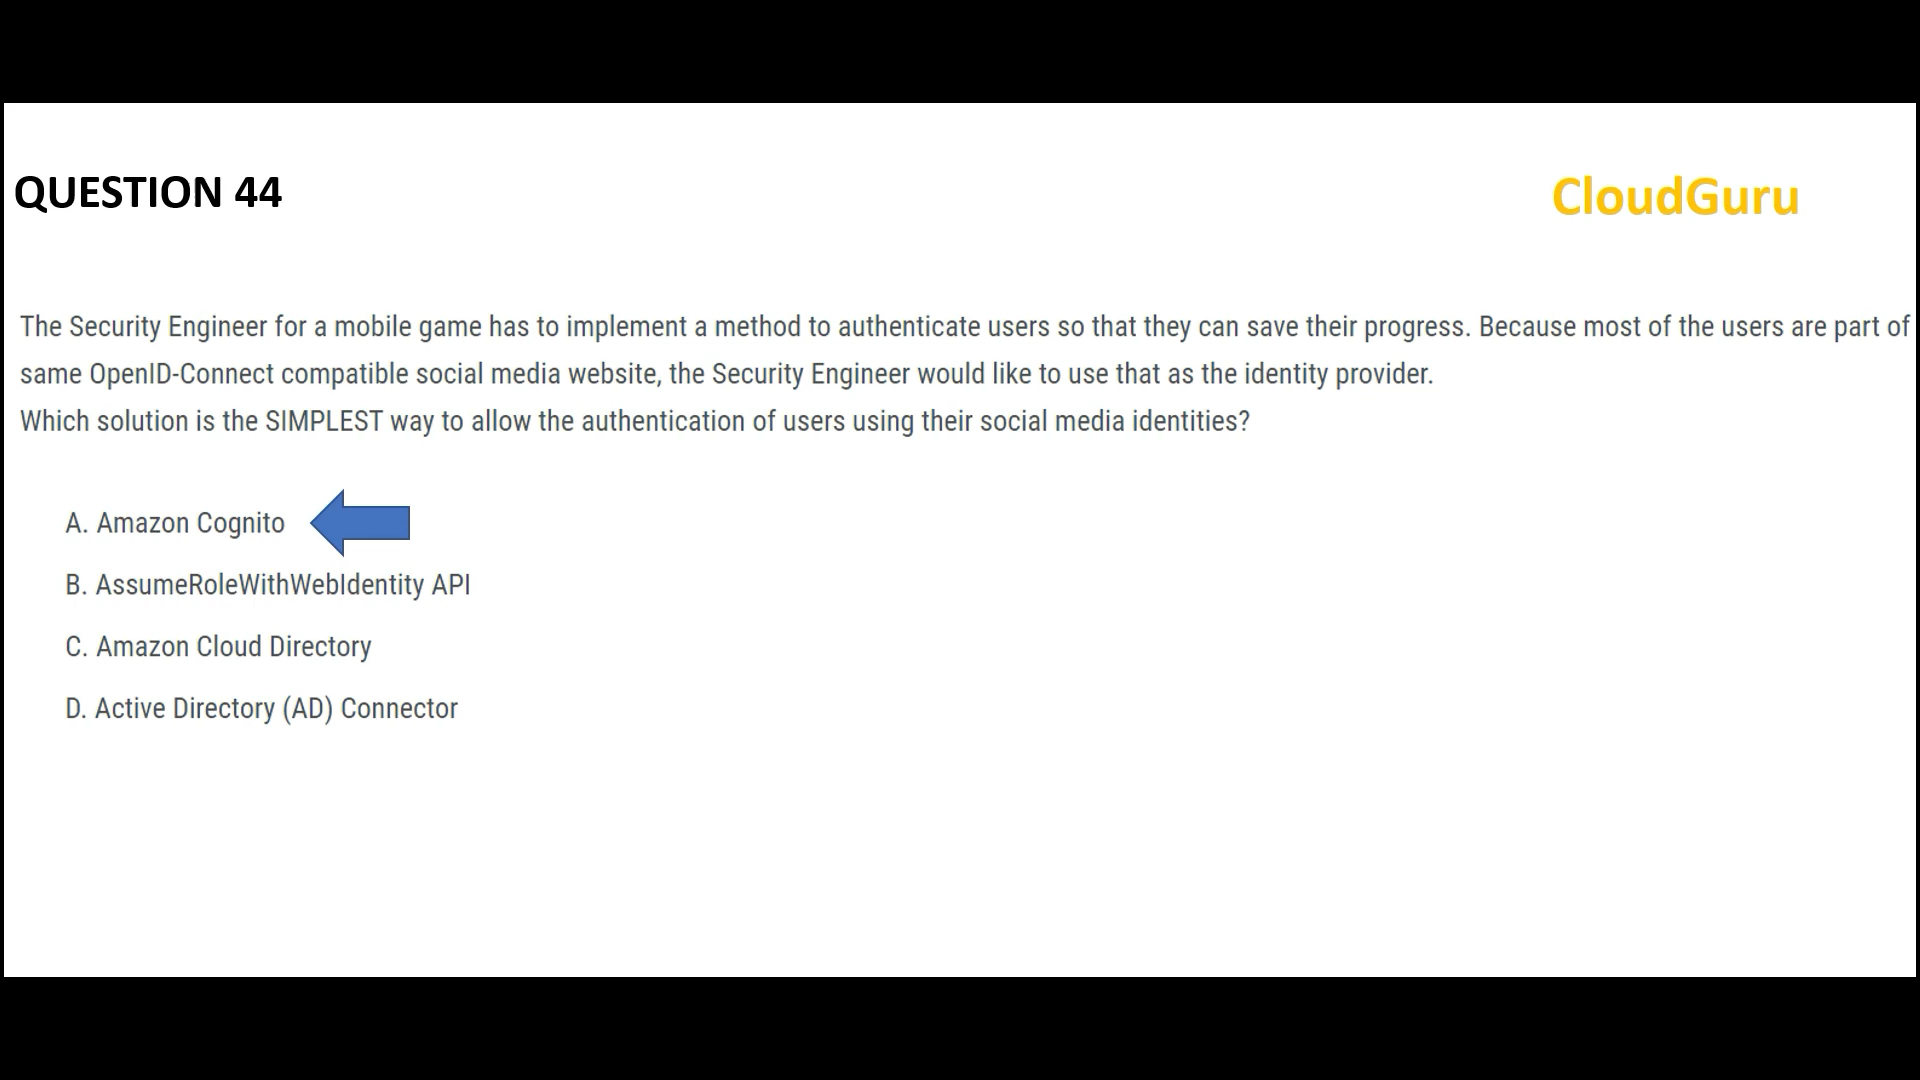 QUESTION 44
CloudGuru
The Security Engineer for a mobile game has to implement a method to authenticate users so that they can save their progress. Because most of the users are part of
same OpenID-Connect compatible social media website, the Security Engineer would like to use that as the identity provider.
Which solution is the SIMPLEST way to allow the authentication of users using their social media identities?
A. Amazon Cognito
B. AssumeRoleWithWebIdentity API
C. Amazon Cloud Directory
D. Active Directory (AD) Connector